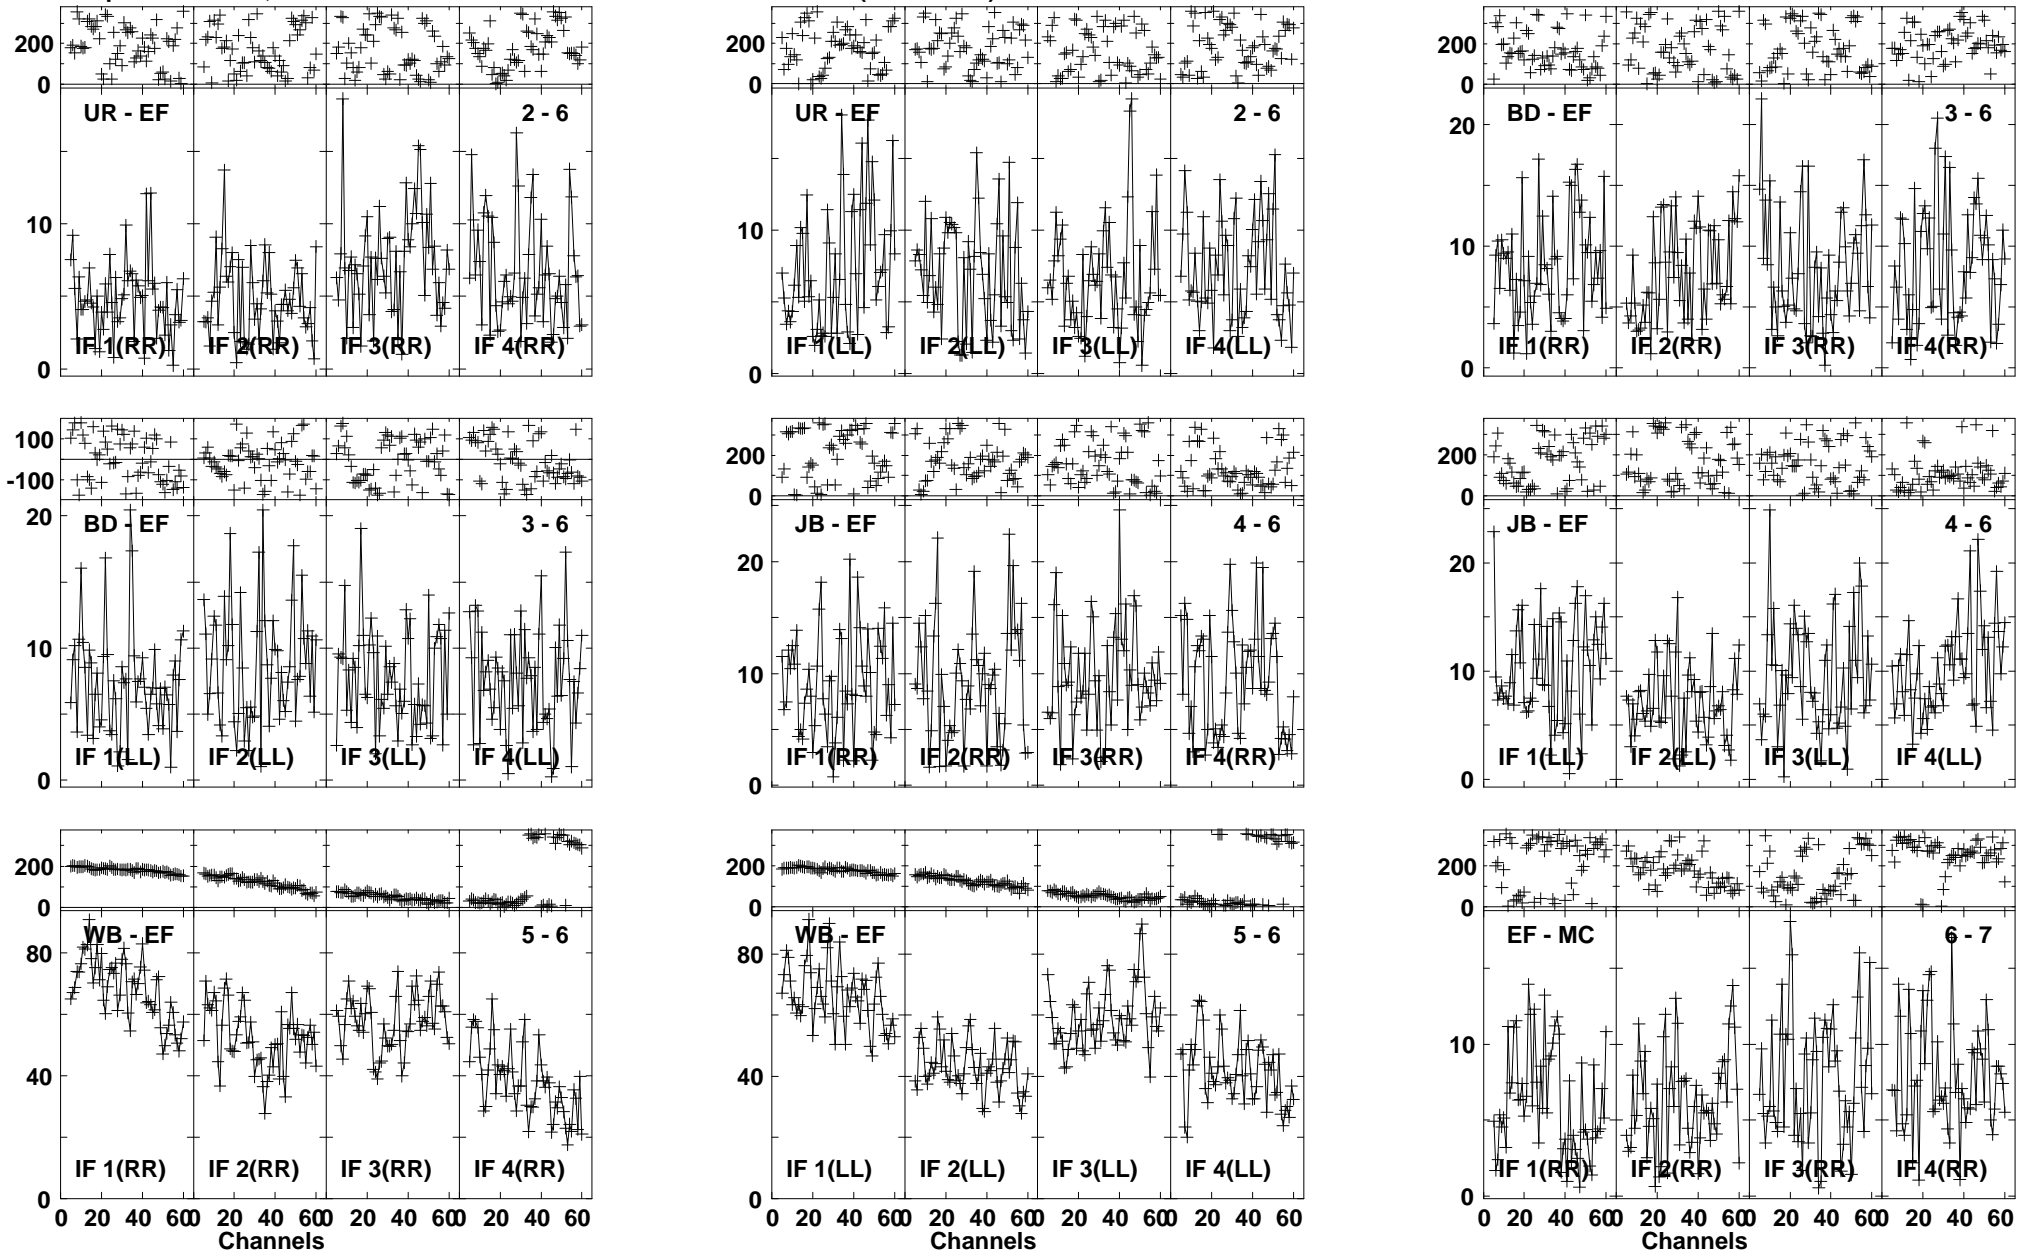 200
0
UR - EF 2 - 6
10
0
IF 1(RR) IF 2(RR) IF 3(RR) IF 4(RR)
200
0
UR - EF 2 - 6
10
0
IF 1(LL) IF 2(LL) IF 3(LL) IF 4(LL)
200
0
BD - EF 3 - 6
20
10
0
IF 1(RR) IF 2(RR) IF 3(RR) IF 4(RR)
100
-100
BD - EF 3 - 6
20
10
0
IF 1(LL) IF 2(LL) IF 3(LL) IF 4(LL)
200
0
JB - EF 4 - 6
20
10
0
IF 1(RR) IF 2(RR) IF 3(RR) IF 4(RR)
200
0
JB - EF 4 - 6
20
10
0
IF 1(LL) IF 2(LL) IF 3(LL) IF 4(LL)
200
0
WB - EF 5 - 6
80
40
0
IF 1(RR) IF 2(RR) IF 3(RR) IF 4(RR)
0 20 40 60 0 20 40 60 0 20 40 60 0 20 40 60
Channels
200
0
WB - EF 5 - 6
80
40
0
IF 1(LL) IF 2(LL) IF 3(LL) IF 4(LL)
0 20 40 60 0 20 40 60 0 20 40 60 0 20 40 60
Channels
200
0
EF - MC 6 - 7
10
0
IF 1(RR) IF 2(RR) IF 3(RR) IF 4(RR)
0 20 40 60 0 20 40 60 0 20 40 60 0 20 40 60
Channels